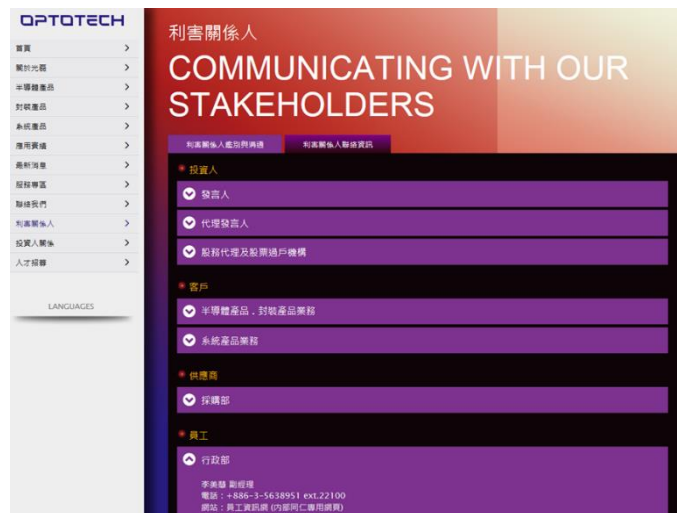 OPTOTECH
首頁
關於光磊
半導體產品
封裝產品
系統產品
應用實績
最新消息
服務專區
聯絡我們
利害關係人
投資人關係
人才招募
LANGUAGES
利害關係人
COMMUNICATING WITH OUR
STAKEHOLDERS
利害關係人鑑別與溝通
利害關係人聯絡資訊
投資人
發言人
代理發言人
股務代理及股票過戶機構
客戶
半導體產品．封裝產品業務
系統產品業務
供應商
採購部
員工
行政部
李美慧 副經理
電話：+886-3-5638951 ext.22100
網站：員工資訊網 (內部同仁專用網頁)